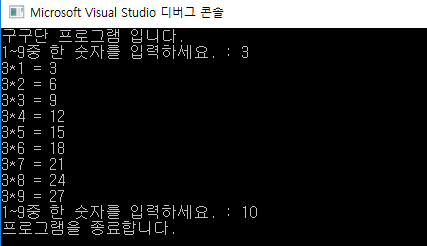 Microsoft Visual Studio 디버그 콘솔
구구단 프로그램 입니다.
1~9중 한 숫자를 입력하세요. : 3
3*1 = 3
3*2 = 6
3*3 = 9
3*4 = 12
3*5 = 15
3*6 = 18
3*7 = 21
3*8 = 24
3*9 = 27
1~9중 한 숫자를 입력하세요. : 10
프로그램을 종료합니다.